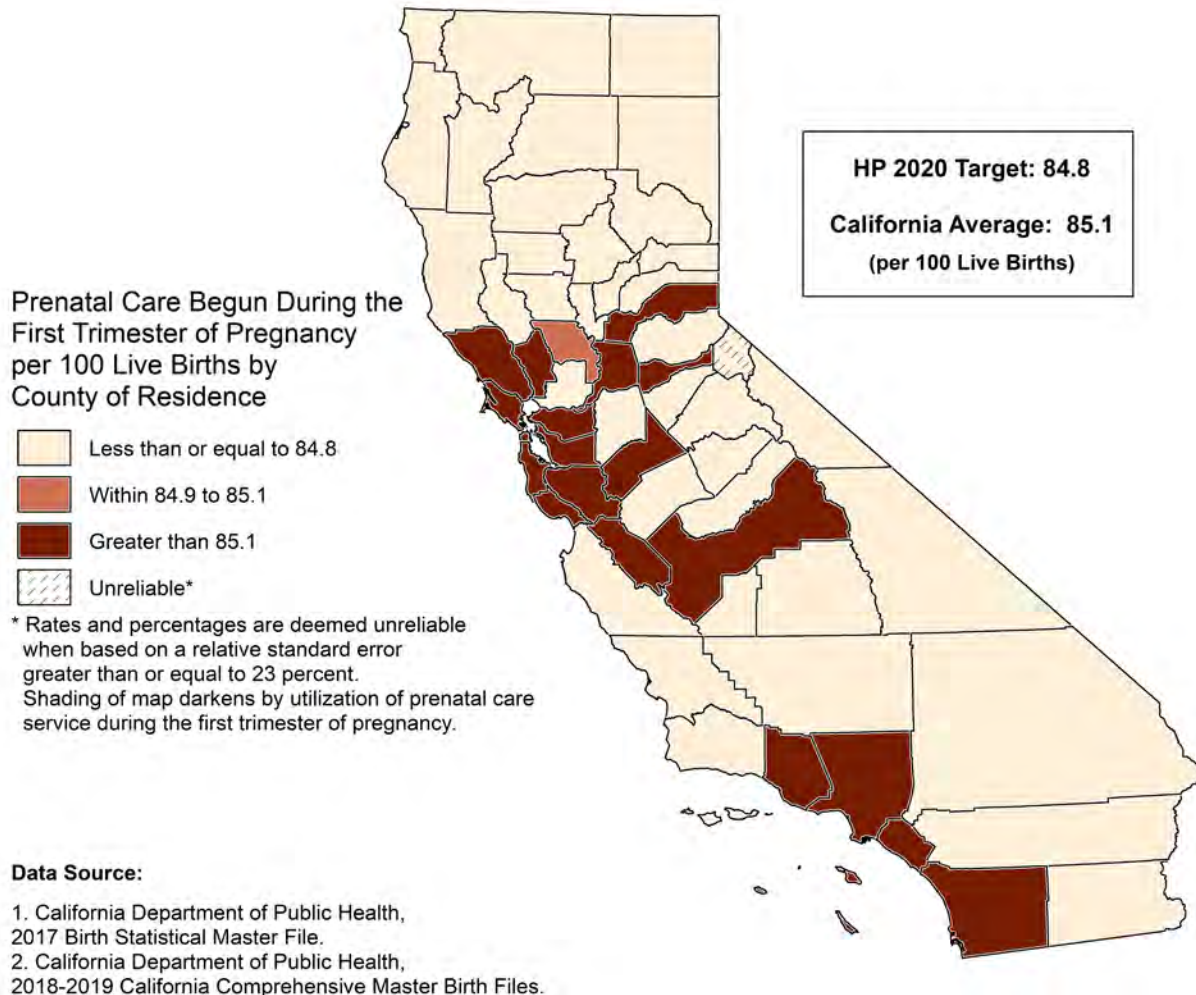 HP 2020 Target: 84.8
California Average: 85.1
(per 100 Live Births)
Prenatal Care Begun During the
First Trimester of Pregnancy
per 100 Live Births by
County of Residence
Less than or equal to 84.8
Within 84.9 to 85.1
Greater than 85.1
Unreliable*
* Rates and percentages are deemed unreliable
when based on a relative standard error
greater than or equal to 23 percent.
Shading of map darkens by utilization of prenatal care
service during the first trimester of pregnancy.
Data Source:
1. California Department of Public Health,
2017 Birth Statistical Master File.
2. California Department of Public Health,
2018-2019 California Comprehensive Master Birth Files.